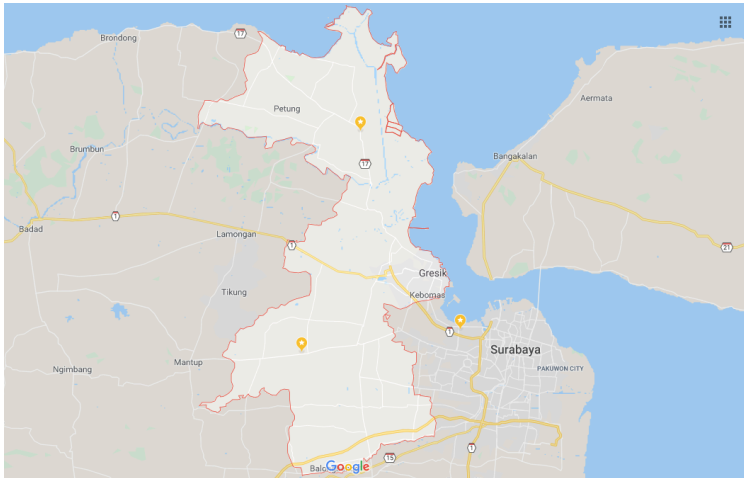 Brondong
17
Petung
Aermata
Brumbun
Bangakalan
17
Badad
1
Lamongan
1
21
Gresik
Tikung
Kebomas
1
Surabaya
Mantup
Ngimbang
PAKUWON CITY
1
15
Google